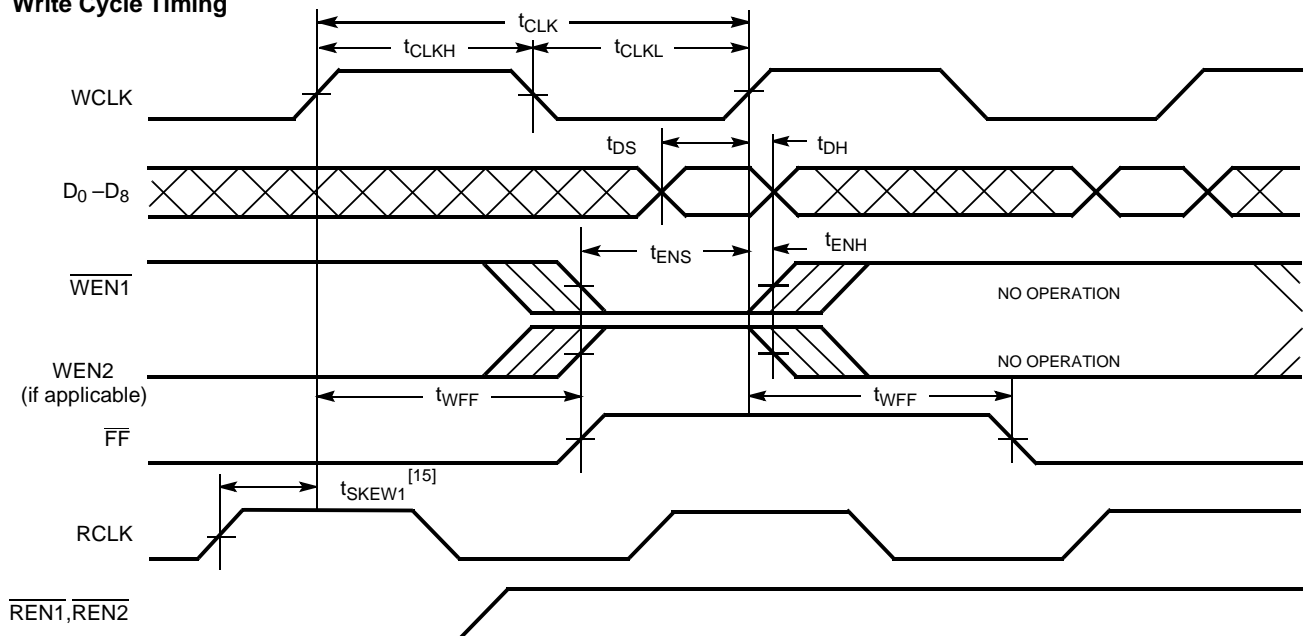 Write Cycle Timing
tCLK
tCLKH
tCLKL
WCLK
tDS
tDH
D0 –D8
tENS
tENH
WEN1
NO OPERATION
WEN2
(if applicable)
NO OPERATION
tWFF
tWFF
FF
tSKEW1 [15]
RCLK
REN1,REN2